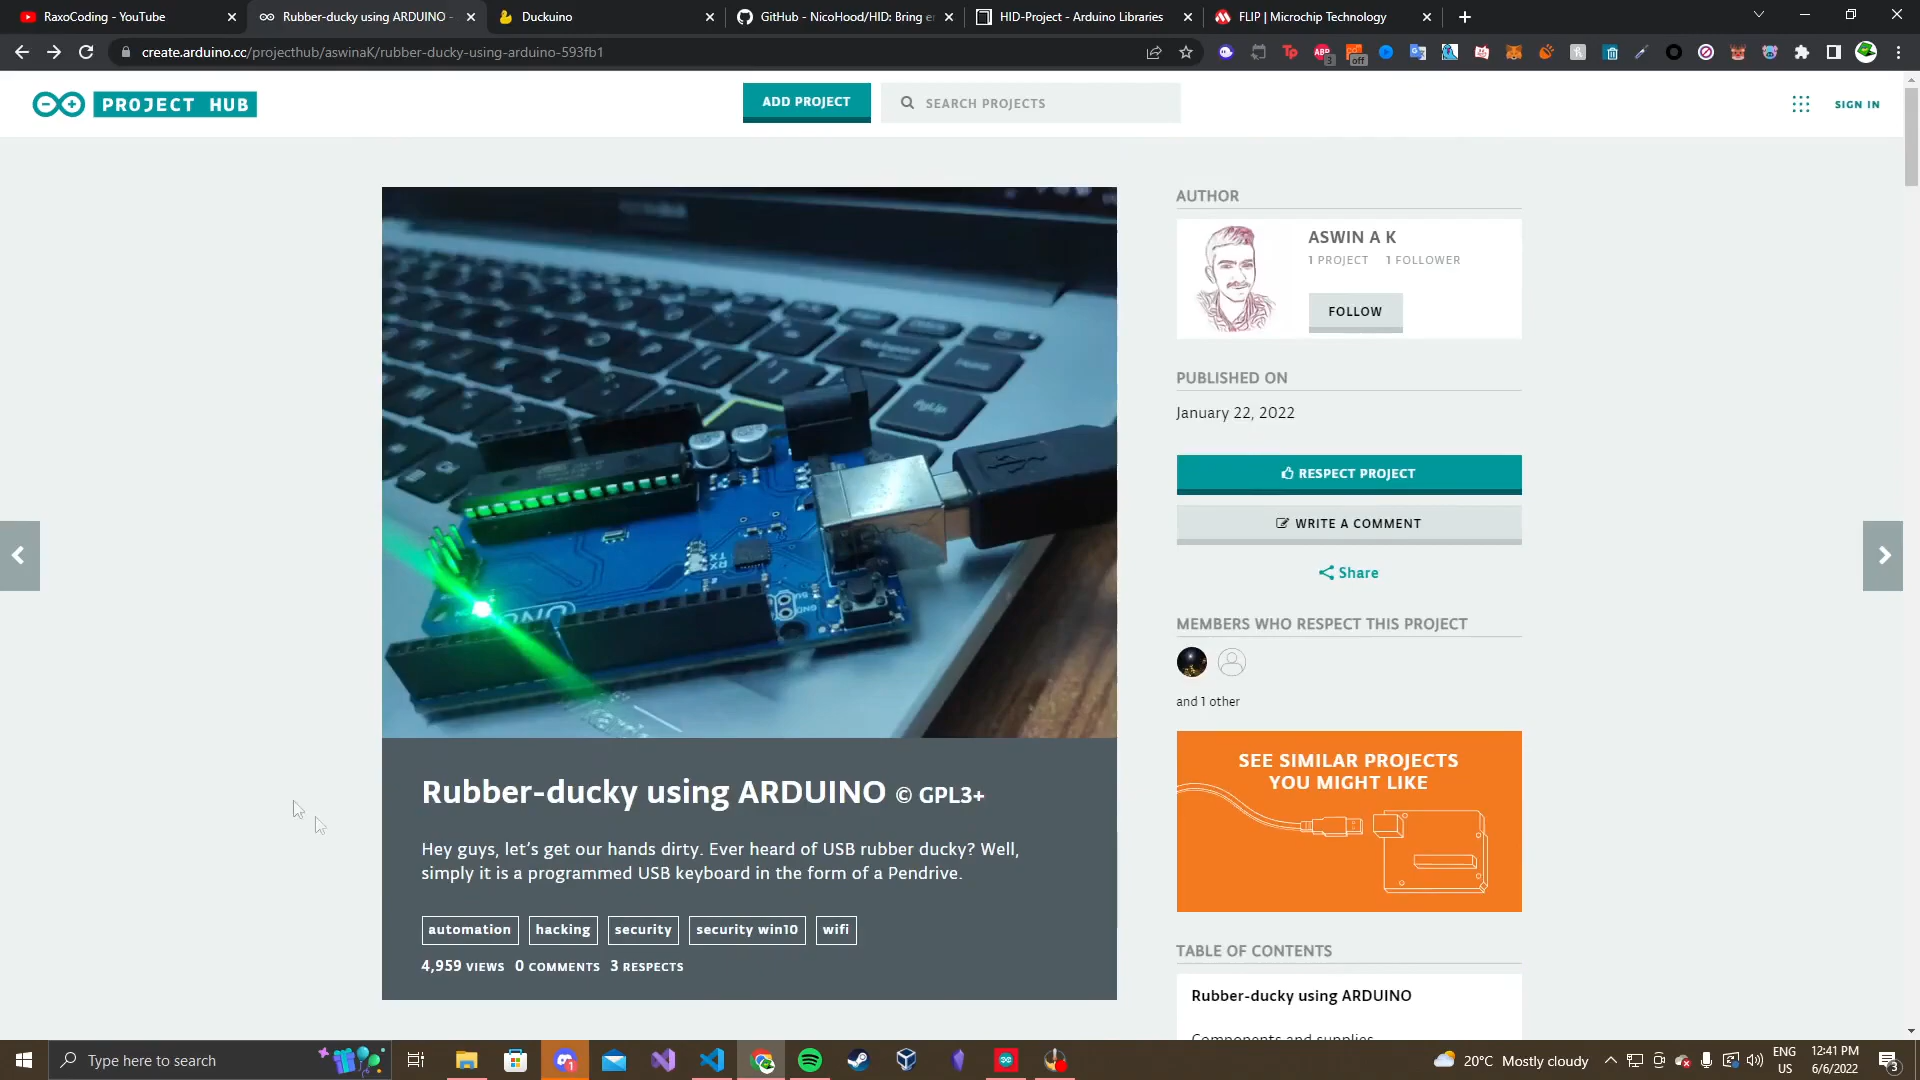 RaxoCoding - YouTube
Rubber-ducky using ARDUINO -
Duckuino
GitHub - NicoHood/HID: Bring e
HID-Project - Arduino Libraries
FLIP | Microchip Technology
create.arduino.cc/projecthub/aswinaK/rubber-ducky-using-arduino-593fb1
PROJECT HUB
ADD PROJECT
SEARCH PROJECTS
SIGN IN
AUTHOR
ASWIN A K
1 PROJECT 1 FOLLOWER
FOLLOW
PUBLISHED ON
January 22, 2022
RESPECT PROJECT
WRITE A COMMENT
Share
MEMBERS WHO RESPECT THIS PROJECT
and 1 other
SEE SIMILAR PROJECTS
YOU MIGHT LIKE
TABLE OF CONTENTS
Rubber-ducky using ARDUINO
Components and supplies
Rubber-ducky using ARDUINO © GPL3+
Hey guys, let's get our hands dirty. Ever heard of USB rubber ducky? Well,
simply it is a programmed USB keyboard in the form of a Pendrive.
automation hacking security security win10 wifi
4,959 VIEWS 0 COMMENTS 3 RESPECTS
Type here to search
20°C Mostly cloudy
ENG
US
12:41 PM
6/6/2022
3